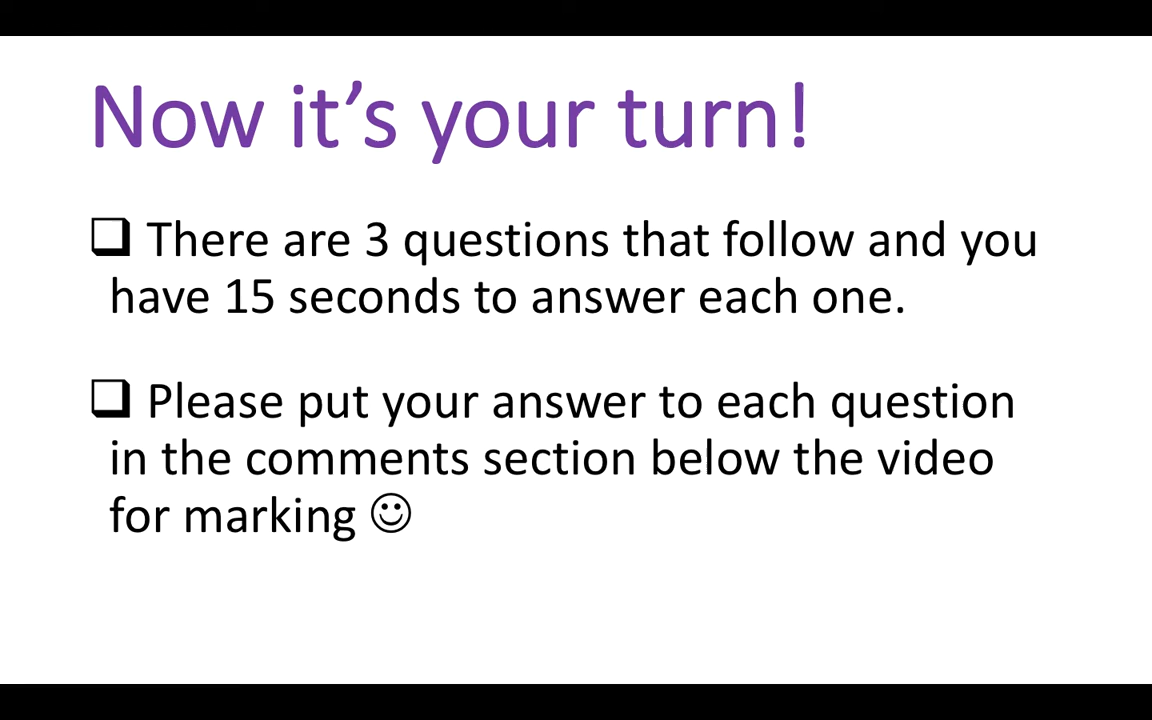 Now it’s your turn!
❑ There are 3 questions that follow and you
have 15 seconds to answer each one.
❑ Please put your answer to each question
in the comments section below the video
for marking ☺